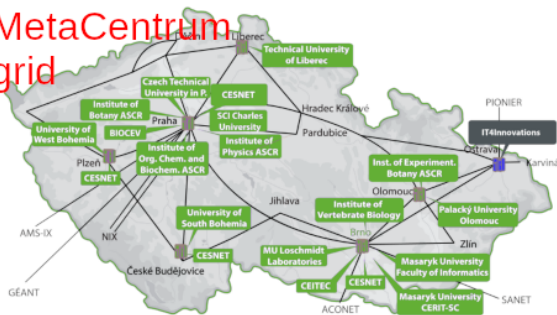 MetaCentrum
grid
Liberec
Technical University
of Liberec
Czech Technical
University in P.
CESNET
Institute of
Botany ASCR
Praha
SCI Charles
University
Hradec Králové
BIOCEV
Pardubice
University of
West Bohemia
Institute of
Physics ASCR
Institute of
Org. Chem. and
Biochem. ASCR
Plzeň
CESNET
PIONIER
IT4Innovations
Ostrava
Karviná
Inst. of Experiment.
Botany ASCR
Olomouc
Jihlava
Institute of
Vertebrate Biology
Palacký University
Olomouc
University of
South Bohemia
AMS-IX
NIX
Brno
Zlín
MU Loschmidt
Laboratories
CESNET
České Budějovice
Masaryk University
Faculty of Informatics
GÉANT
CEITEC
CESNET
Masaryk University
CERIT-SC
SANET
ACONET